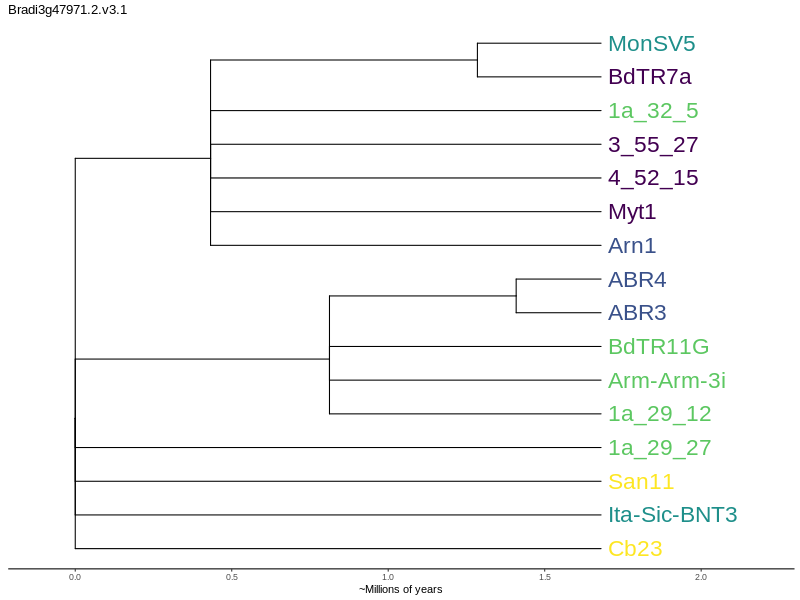 Bradi3g47971.2.v3.1
MonSV5
BdTR7a
1a_32_5
3_55_27
4_52_15
Myt1
Arn1
ABR4
ABR3
BdTR11G
Arm-Arm-3i
1a_29_12
1a_29_27
San11
Ita-Sic-BNT3
Cb23
0.0 0.5 1.0 1.5 2.0
~Millions of years